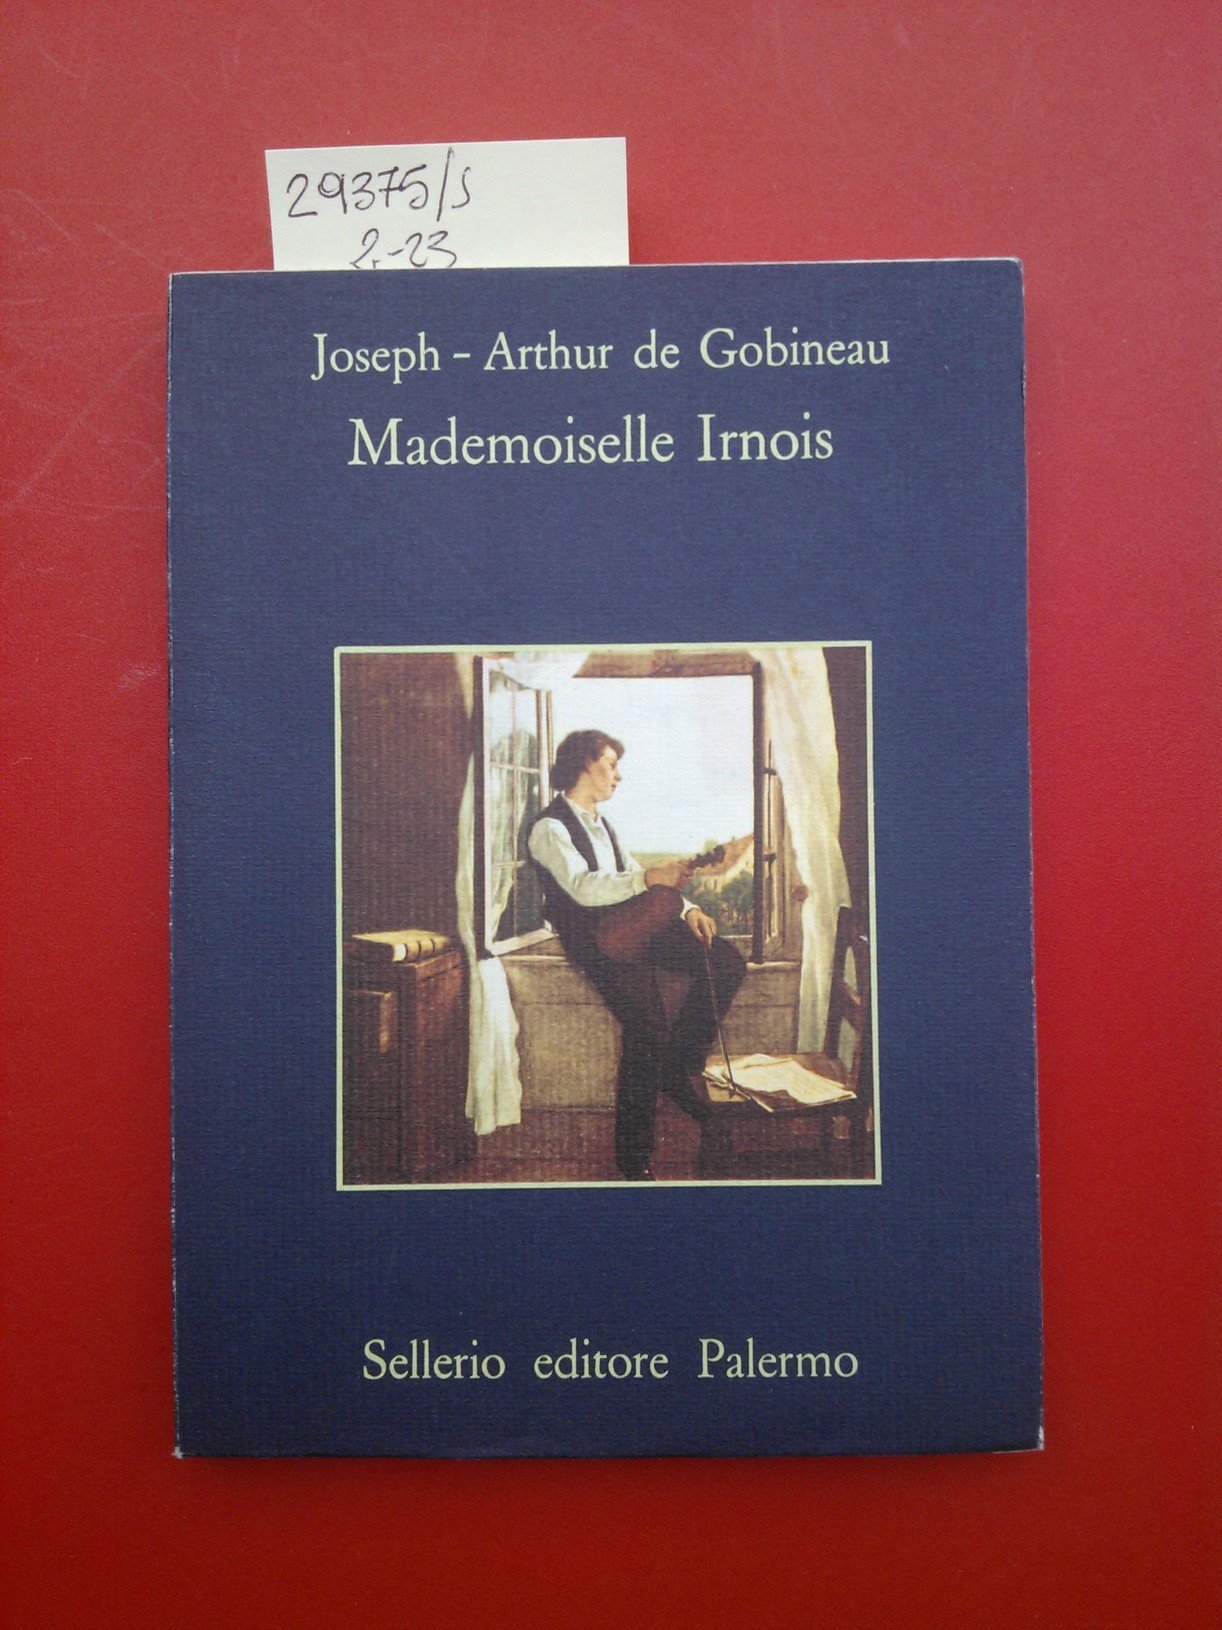 29375/s
2.-23
Joseph - Arthur de Gobineau
Mademoiselle Irnois
Sellerio editore Palermo